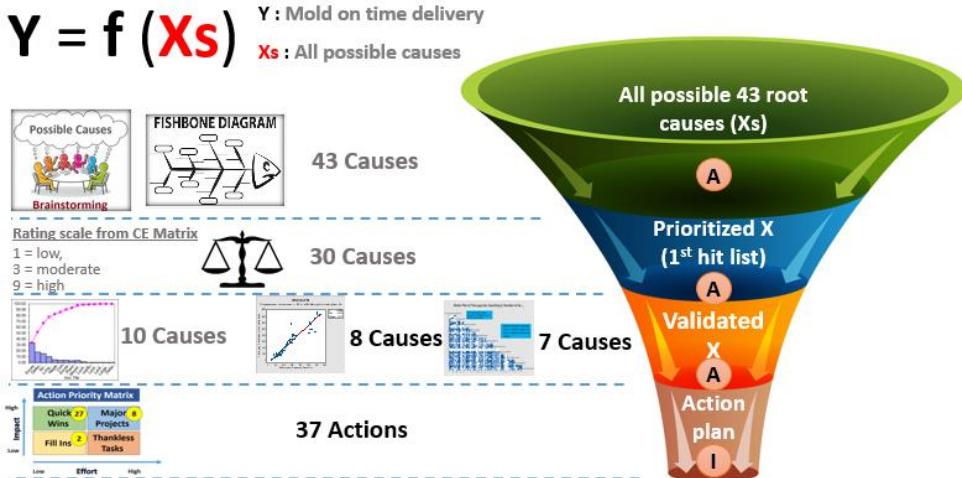 Y = f (Xs)
Y : Mold on time delivery
Xs : All possible causes
Possible Causes
Brainstorming
FISHBONE DIAGRAM
43 Causes
Rating scale from CE Matrix
1 = low,
3 = moderate
9 = high
30 Causes
10 Causes
8 Causes
7 Causes
Action Priority Matrix
High
Impact
Low
Quick
Wins
27
Major
Projects
8
Fill Ins
2
Thankless
Tasks
Low
Effort
High
37 Actions
All possible 43 root
causes (Xs)
A
Prioritized X
(1st hit list)
A
Validated
X
A
Action
plan
I